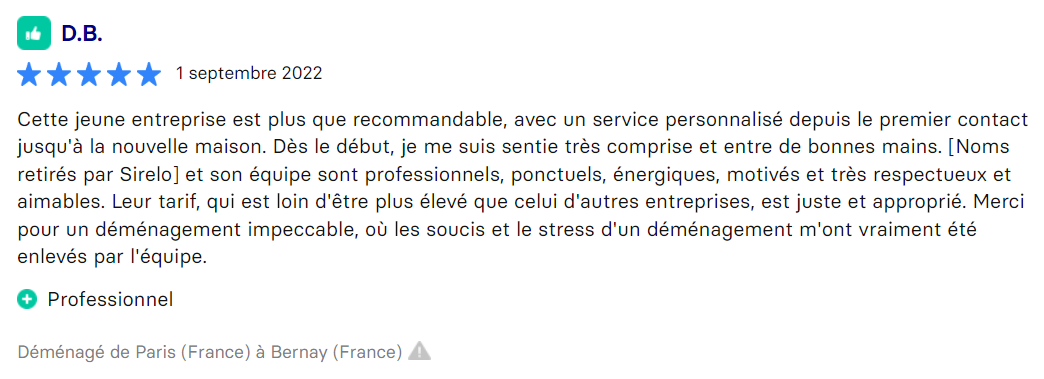 D.B.
1 septembre 2022
Cette jeune entreprise est plus que recommandable, avec un service personnalisé depuis le premier contact
jusqu'à la nouvelle maison. Dès le début, je me suis sentie très comprise et entre de bonnes mains. [Noms
retirés par Sirelo] et son équipe sont professionnels, ponctuels, énergiques, motivés et très respectueux et
aimables. Leur tarif, qui est loin d'être plus élevé que celui d'autres entreprises, est juste et approprié. Merci
pour un déménagement impeccable, où les soucis et le stress d'un déménagement m'ont vraiment été
enlevés par l'équipe.
Professionnel
Déménagé de Paris (France) à Bernay (France)